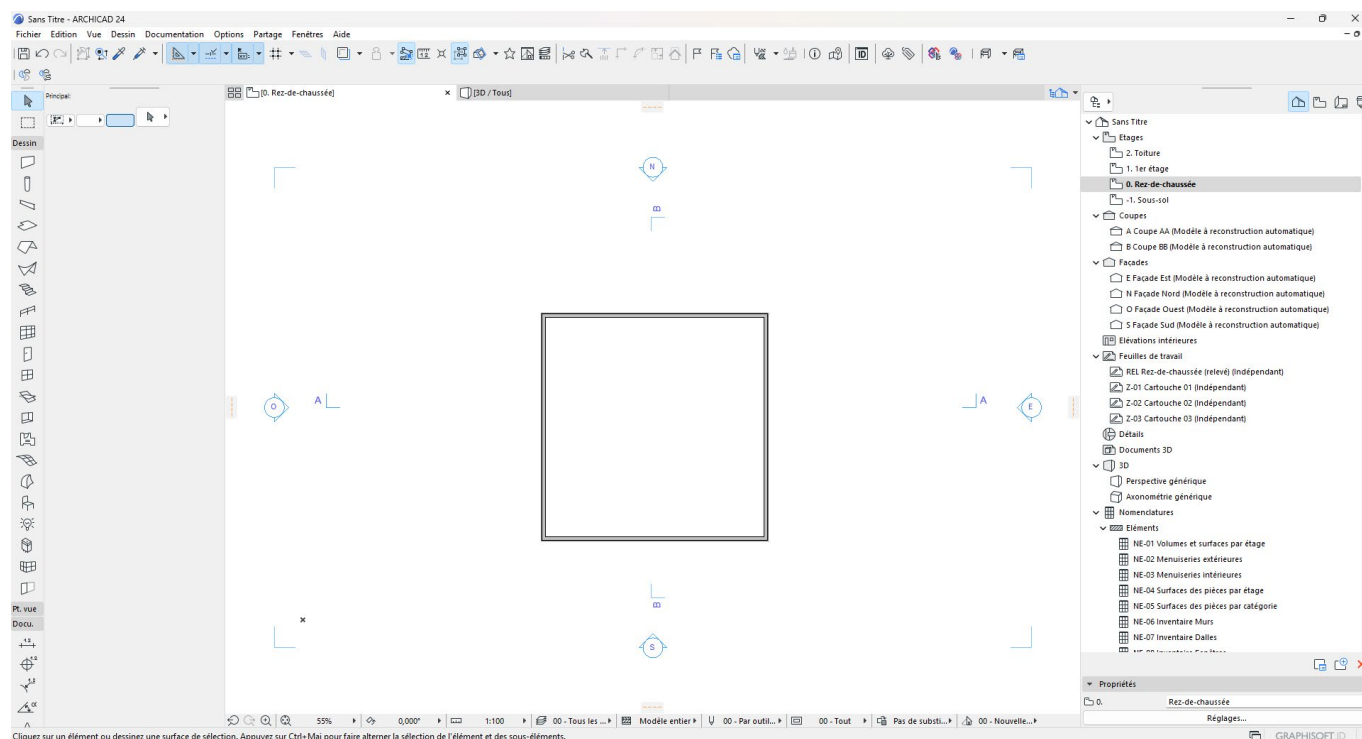 Sans Titre - ARCHICAD 24
Fichier Edition Vue Dessin Documentation Options Partage Fenêtres Aide
Principal:
[0. Rez-de-chaussée]
[3D / Tous]
Dessin
Pt. vue
Docu.
N
B
A
O
A
E
B
S
Sans Titre
Etages
2. Toiture
1. 1er étage
0. Rez-de-chaussée
-1. Sous-sol
Coupes
A Coupe AA (Modèle à reconstruction automatique)
B Coupe BB (Modèle à reconstruction automatique)
Façades
E Façade Est (Modèle à reconstruction automatique)
N Façade Nord (Modèle à reconstruction automatique)
O Façade Ouest (Modèle à reconstruction automatique)
S Façade Sud (Modèle à reconstruction automatique)
Elévations intérieures
Feuilles de travail
REL Rez-de-chaussée (relevé) (Indépendant)
Z-01 Cartouche 01 (Indépendant)
Z-02 Cartouche 02 (Indépendant)
Z-03 Cartouche 03 (Indépendant)
Détails
Documents 3D
3D
Perspective générique
Axonométrie générique
Nomenclatures
Eléments
NE-01 Volumes et surfaces par étage
NE-02 Menuiseries extérieures
NE-03 Menuiseries intérieures
NE-04 Surfaces des pièces par étage
NE-05 Surfaces des pièces par catégorie
NE-06 Inventaire Murs
NE-07 Inventaire Dalles
Propriétés
0. Rez-de-chaussée
Réglages...
55% 0,000° 1:100 00 - Tous les ... Modèle entier 00 - Par outil... 00 - Tout Pas de substi... 00 - Nouvelle...
Cliquez sur un élément ou dessinez une surface de sélection. Appuyez sur Ctrl+Maj pour faire alterner la sélection de l'élément et des sous-éléments.
GRAPHISOFT ID